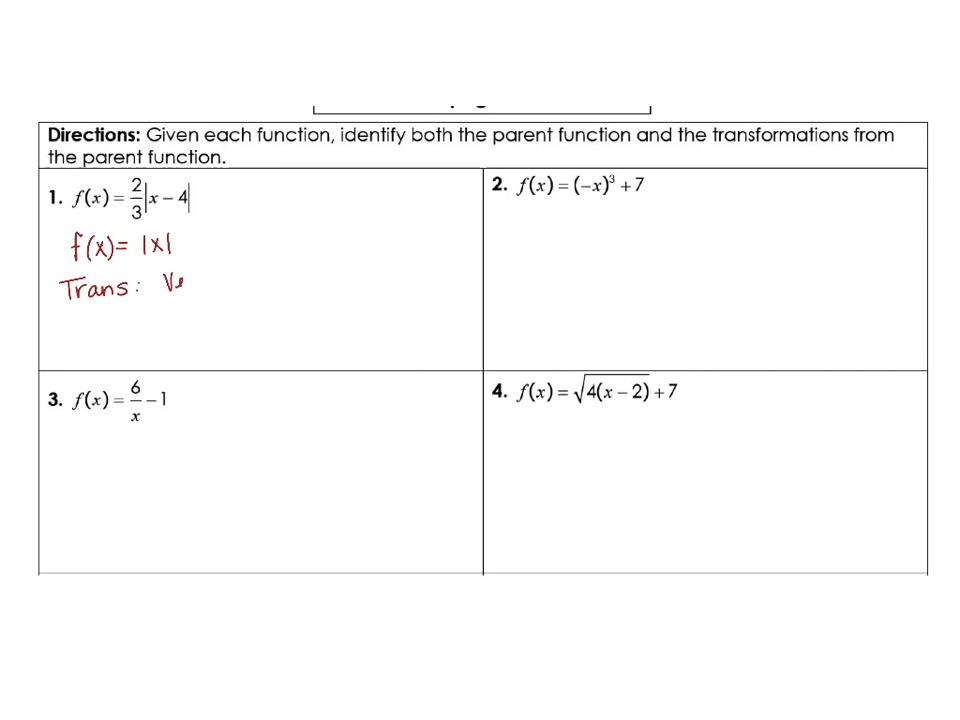 Directions: Given each function, identify both the parent function and the transformations from
the parent function.
1. f(x) = 2/3|x − 4|
f(x) = |x|
Trans: Ve
2. f(x) = (−x)³ + 7
3. f(x) = 6/x − 1
4. f(x) = √4(x − 2) + 7